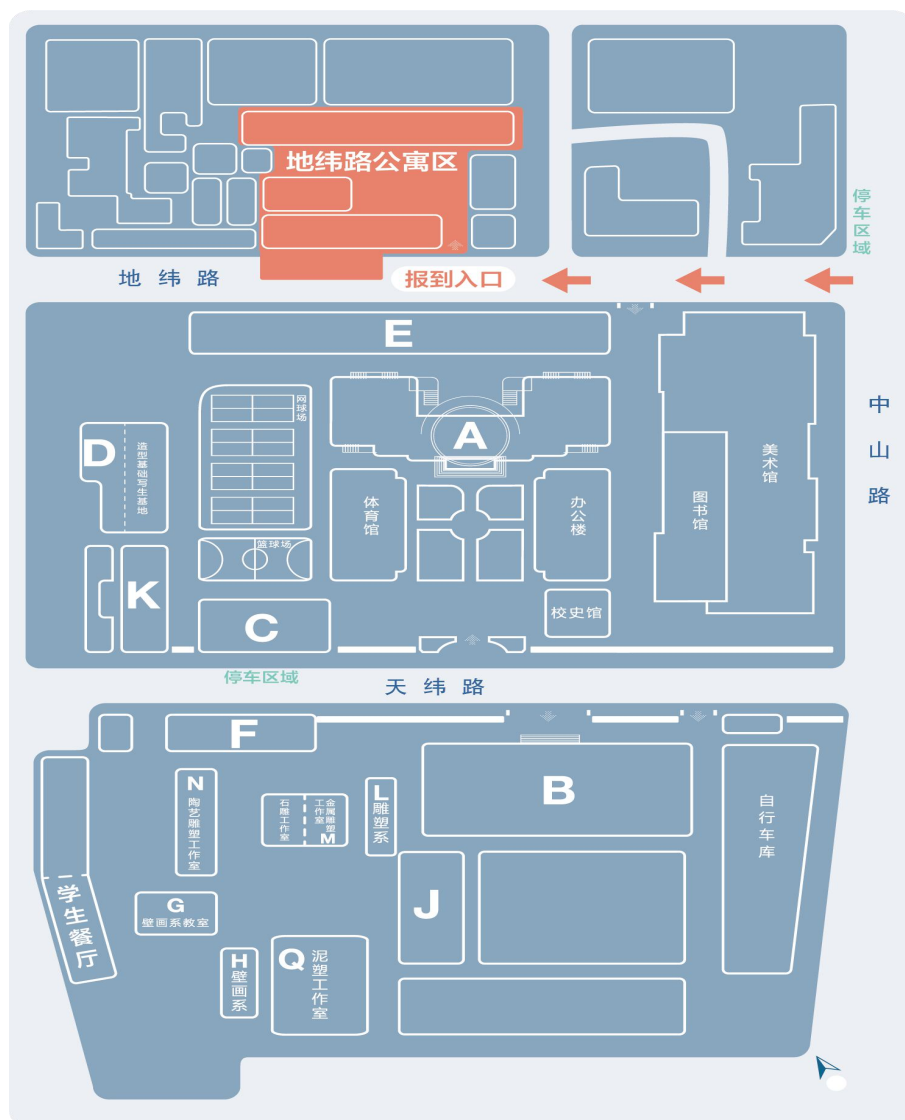 地纬路公寓区
停车区域
地纬路
报到入口
E
网球场
中山路
A
D
造型基础写生基地
美术馆
图书馆
体育馆
办公楼
篮球场
K
C
校史馆
停车区域
天纬路
F
B
N
陶艺雕塑工作室
石雕工作室
金属雕塑工作室
M
L
雕塑系
自行车库
学生餐厅
G
壁画系教室
J
H
壁画系
Q
泥塑工作室